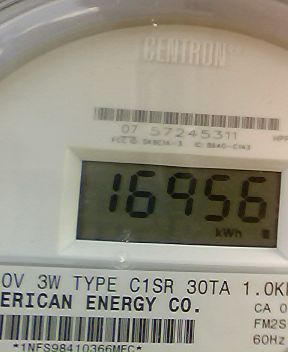 CENTRON
07 57245311
16956
kWh
0V 3W TYPE C1SR 30TA 1.0K
ERICAN ENERGY CO.
CA 0
FM2S
60Hz
*1NFS98410366MEC*